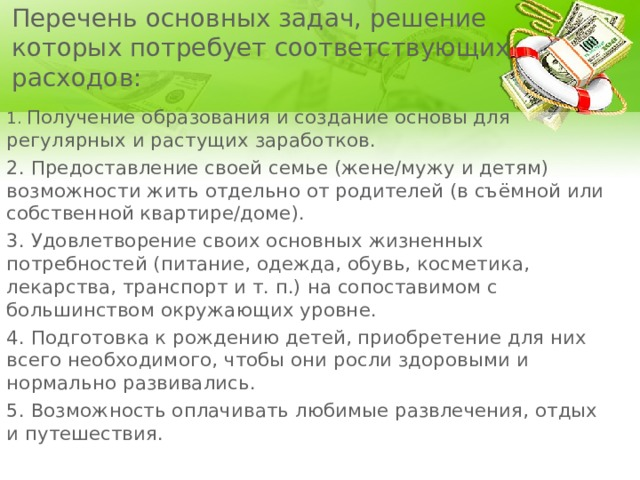 Перечень основных задач, решение
которых потребует соответствующих
расходов:
1. Получение образования и создание основы для
регулярных и растущих заработков.
2. Предоставление своей семье (жене/мужу и детям)
возможности жить отдельно от родителей (в съёмной или
собственной квартире/доме).
3. Удовлетворение своих основных жизненных
потребностей (питание, одежда, обувь, косметика,
лекарства, транспорт и т. п.) на сопоставимом с
большинством окружающих уровне.
4. Подготовка к рождению детей, приобретение для них
всего необходимого, чтобы они росли здоровыми и
нормально развивались.
5. Возможность оплачивать любимые развлечения, отдых
и путешествия.